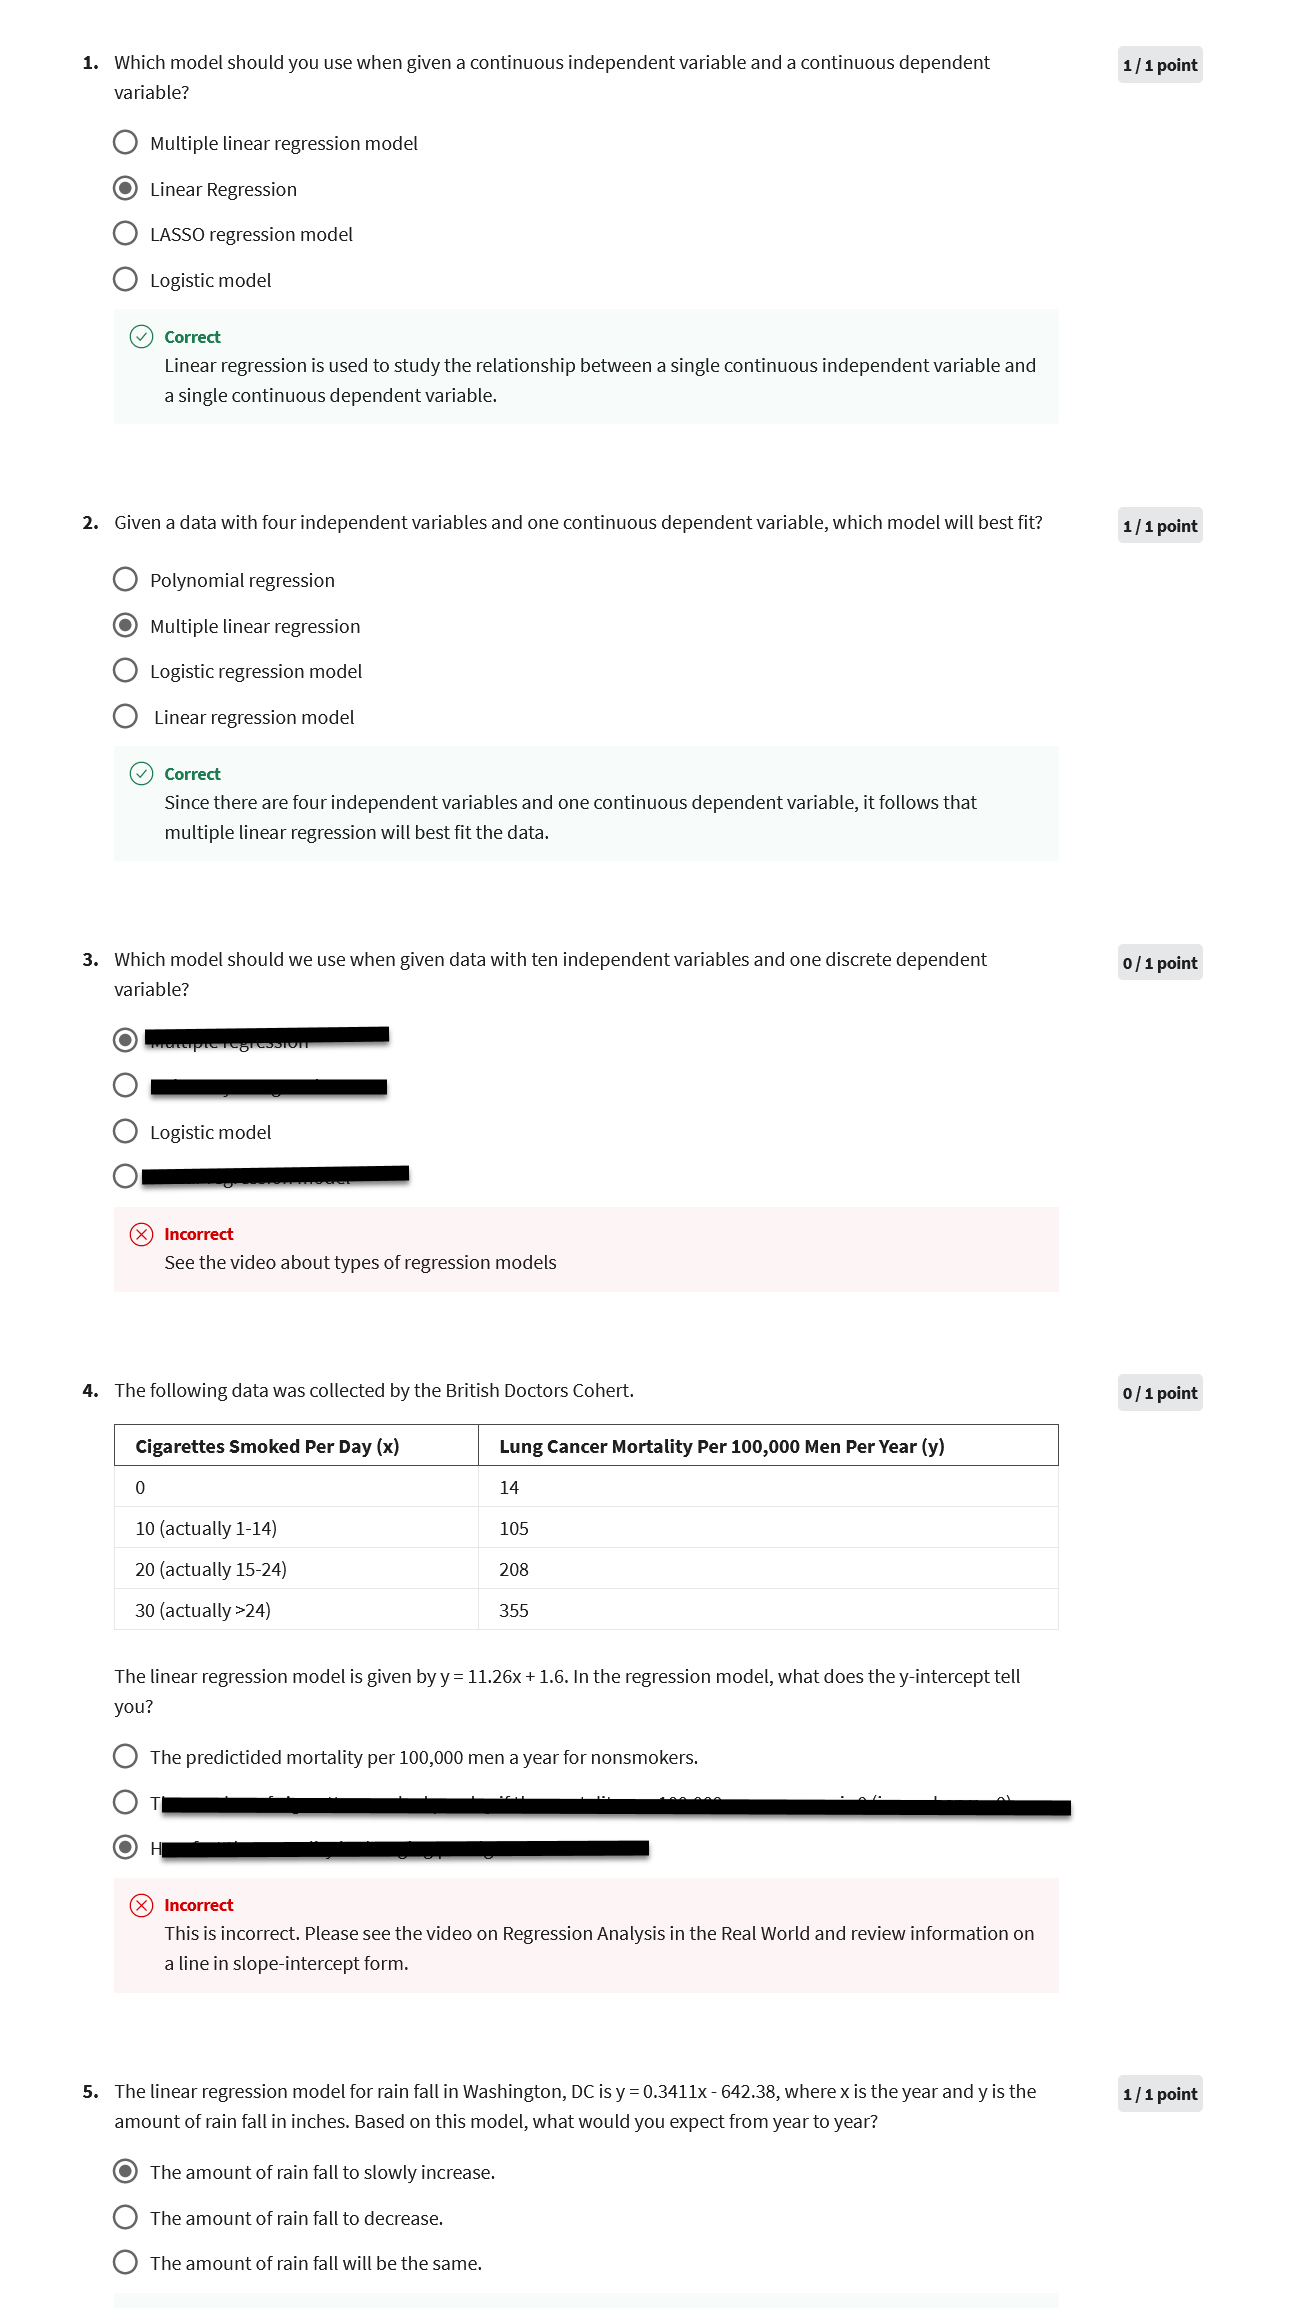 1. Which model should you use when given a continuous independent variable and a continuous dependent
variable?
1 / 1 point
Multiple linear regression model
Linear Regression
LASSO regression model
Logistic model
Correct
Linear regression is used to study the relationship between a single continuous independent variable and
a single continuous dependent variable.
2. Given a data with four independent variables and one continuous dependent variable, which model will best fit?
1 / 1 point
Polynomial regression
Multiple linear regression
Logistic regression model
Linear regression model
Correct
Since there are four independent variables and one continuous dependent variable, it follows that
multiple linear regression will best fit the data.
3. Which model should we use when given data with ten independent variables and one discrete dependent
variable?
0 / 1 point
Logistic model
Incorrect
See the video about types of regression models
4. The following data was collected by the British Doctors Cohort.
0 / 1 point
Cigarettes Smoked Per Day (x) Lung Cancer Mortality Per 100,000 Men Per Year (y)
0 14
10 (actually 1-14) 105
20 (actually 15-24) 208
30 (actually >24) 355
The linear regression model is given by y = 11.26x + 1.6. In the regression model, what does the y-intercept tell
you?
The predictided mortality per 100,000 men a year for nonsmokers.
Incorrect
This is incorrect. Please see the video on Regression Analysis in the Real World and review information on
a line in slope-intercept form.
5. The linear regression model for rain fall in Washington, DC is y = 0.3411x - 642.38, where x is the year and y is the
amount of rain fall in inches. Based on this model, what would you expect from year to year?
1 / 1 point
The amount of rain fall to slowly increase.
The amount of rain fall to decrease.
The amount of rain fall will be the same.